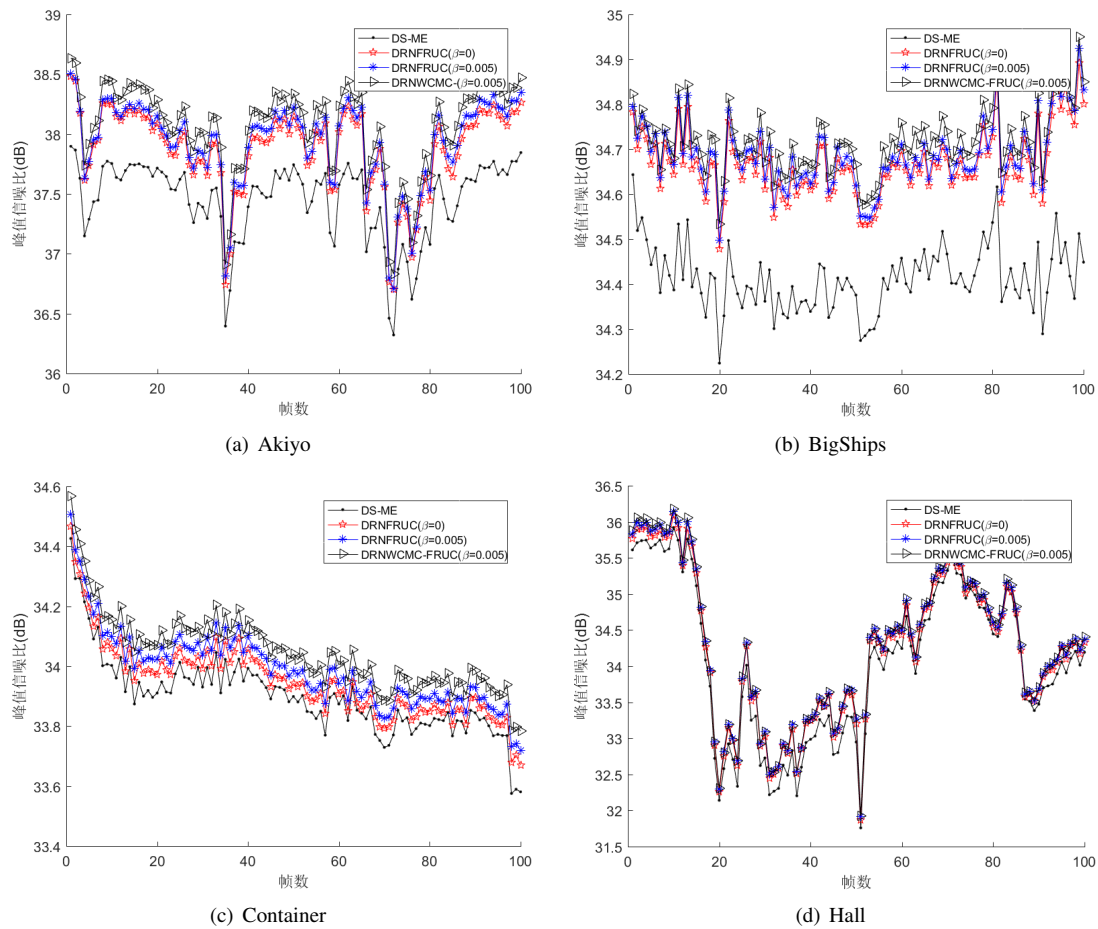 39
38.5
38
37.5
37
36.5
36
0
20
40
60
80
100
峰值信噪比(dB)
帧数
DS-ME
DRNFRUC(β=0)
DRNFRUC(β=0.005)
DRNWCMC-(β=0.005)
(a) Akiyo
35
34.9
34.8
34.7
34.6
34.5
34.4
34.3
34.2
0
20
40
60
80
100
峰值信噪比(dB)
帧数
DS-ME
DRNFRUC(β=0)
DRNFRUC(β=0.005)
DRNWCMC-FRUC(β=0.005)
(b) BigShips
34.6
34.4
34.2
34
33.8
33.6
33.4
0
20
40
60
80
100
峰值信噪比(dB)
帧数
DS-ME
DRNFRUC(β=0)
DRNFRUC(β=0.005)
DRNWCMC-FRUC(β=0.005)
(c) Container
36.5
36
35.5
35
34.5
34
33.5
33
32.5
32
31.5
0
20
40
60
80
100
峰值信噪比(dB)
帧数
DS-ME
DRNFRUC(β=0)
DRNFRUC(β=0.005)
DRNWCMC-FRUC(β=0.005)
(d) Hall